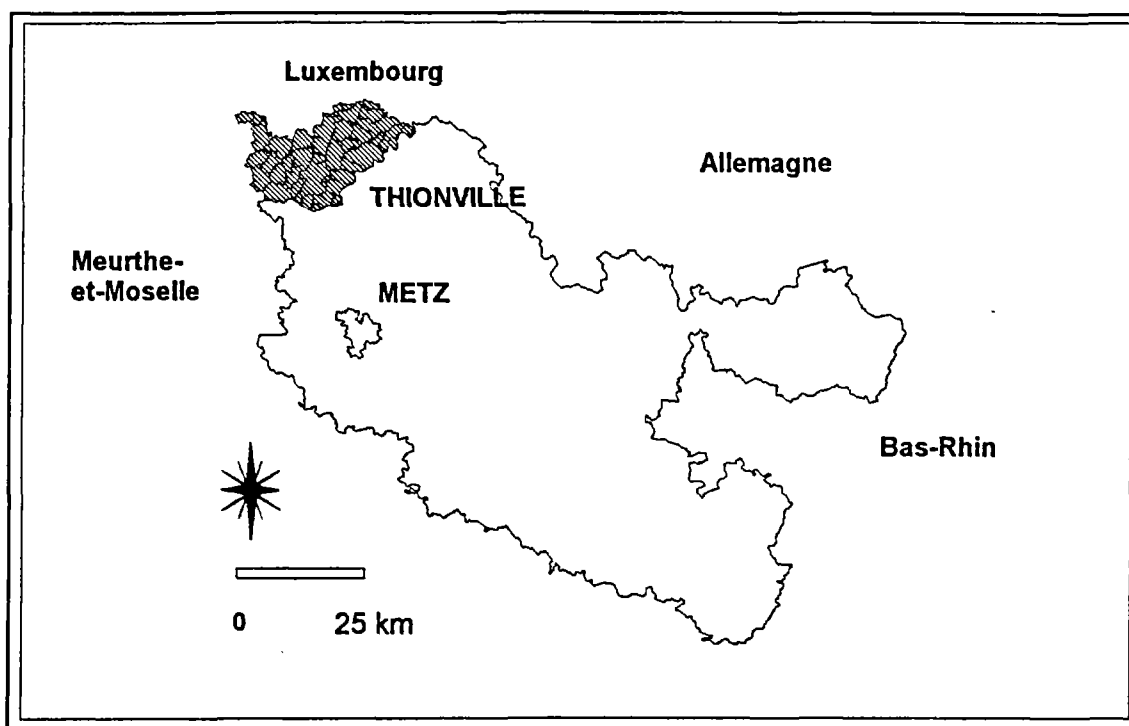 Luxembourg
Allemagne
THIONVILLE
Meurthe-
et-Moselle
METZ
Bas-Rhin
0 25 km